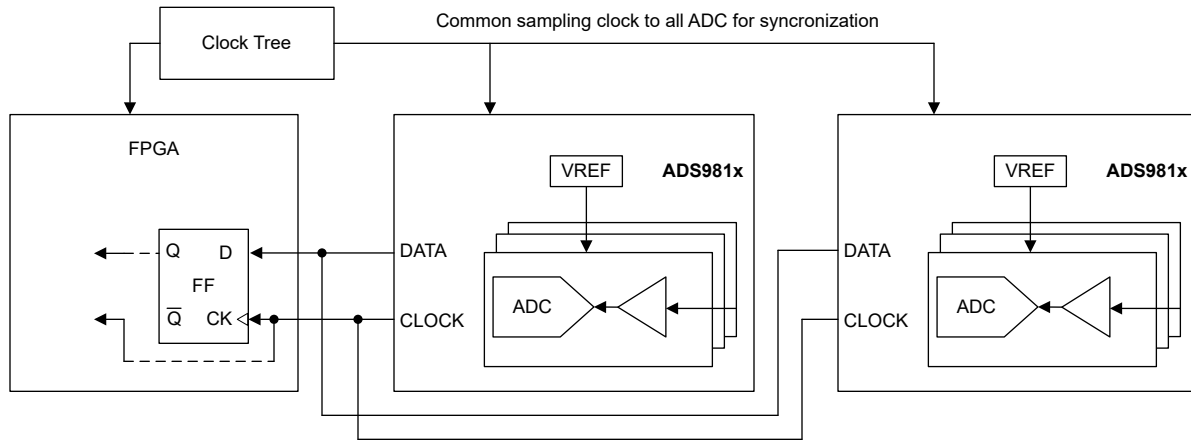 Common sampling clock to all ADC for syncronization
Clock Tree
FPGA
VREF
ADS981x
VREF
ADS981x
Q
D
DATA
DATA
FF
ADC
ADC
Q̅
CK
CLOCK
CLOCK